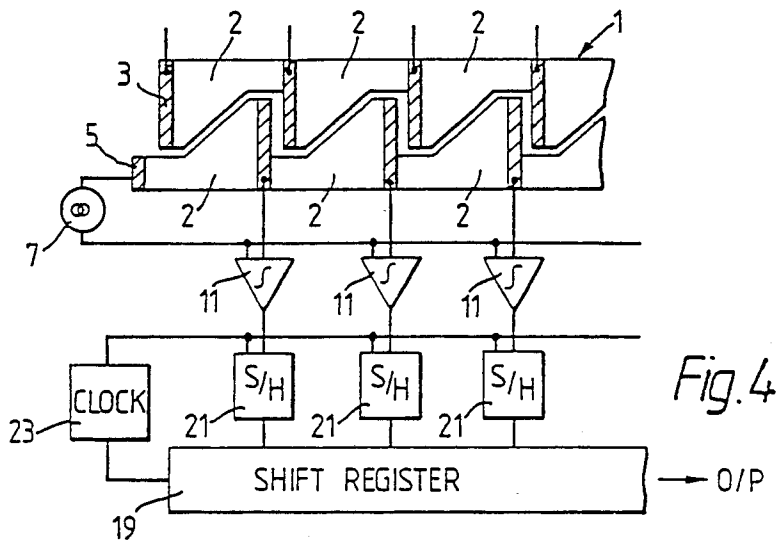 2 2 2 1
3
5
2 2 2
7
∫ ∫ ∫
11 11 11
S/H S/H S/H
CLOCK
23 21 21 21
Fig. 4
SHIFT REGISTER
O/P
19